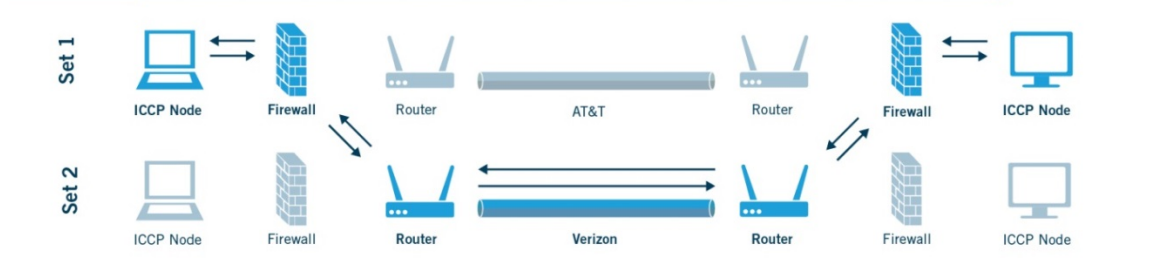 Set 1
ICCP Node
Firewall
Router
AT&T
Router
Firewall
ICCP Node
Set 2
ICCP Node
Firewall
Router
Verizon
Router
Firewall
ICCP Node